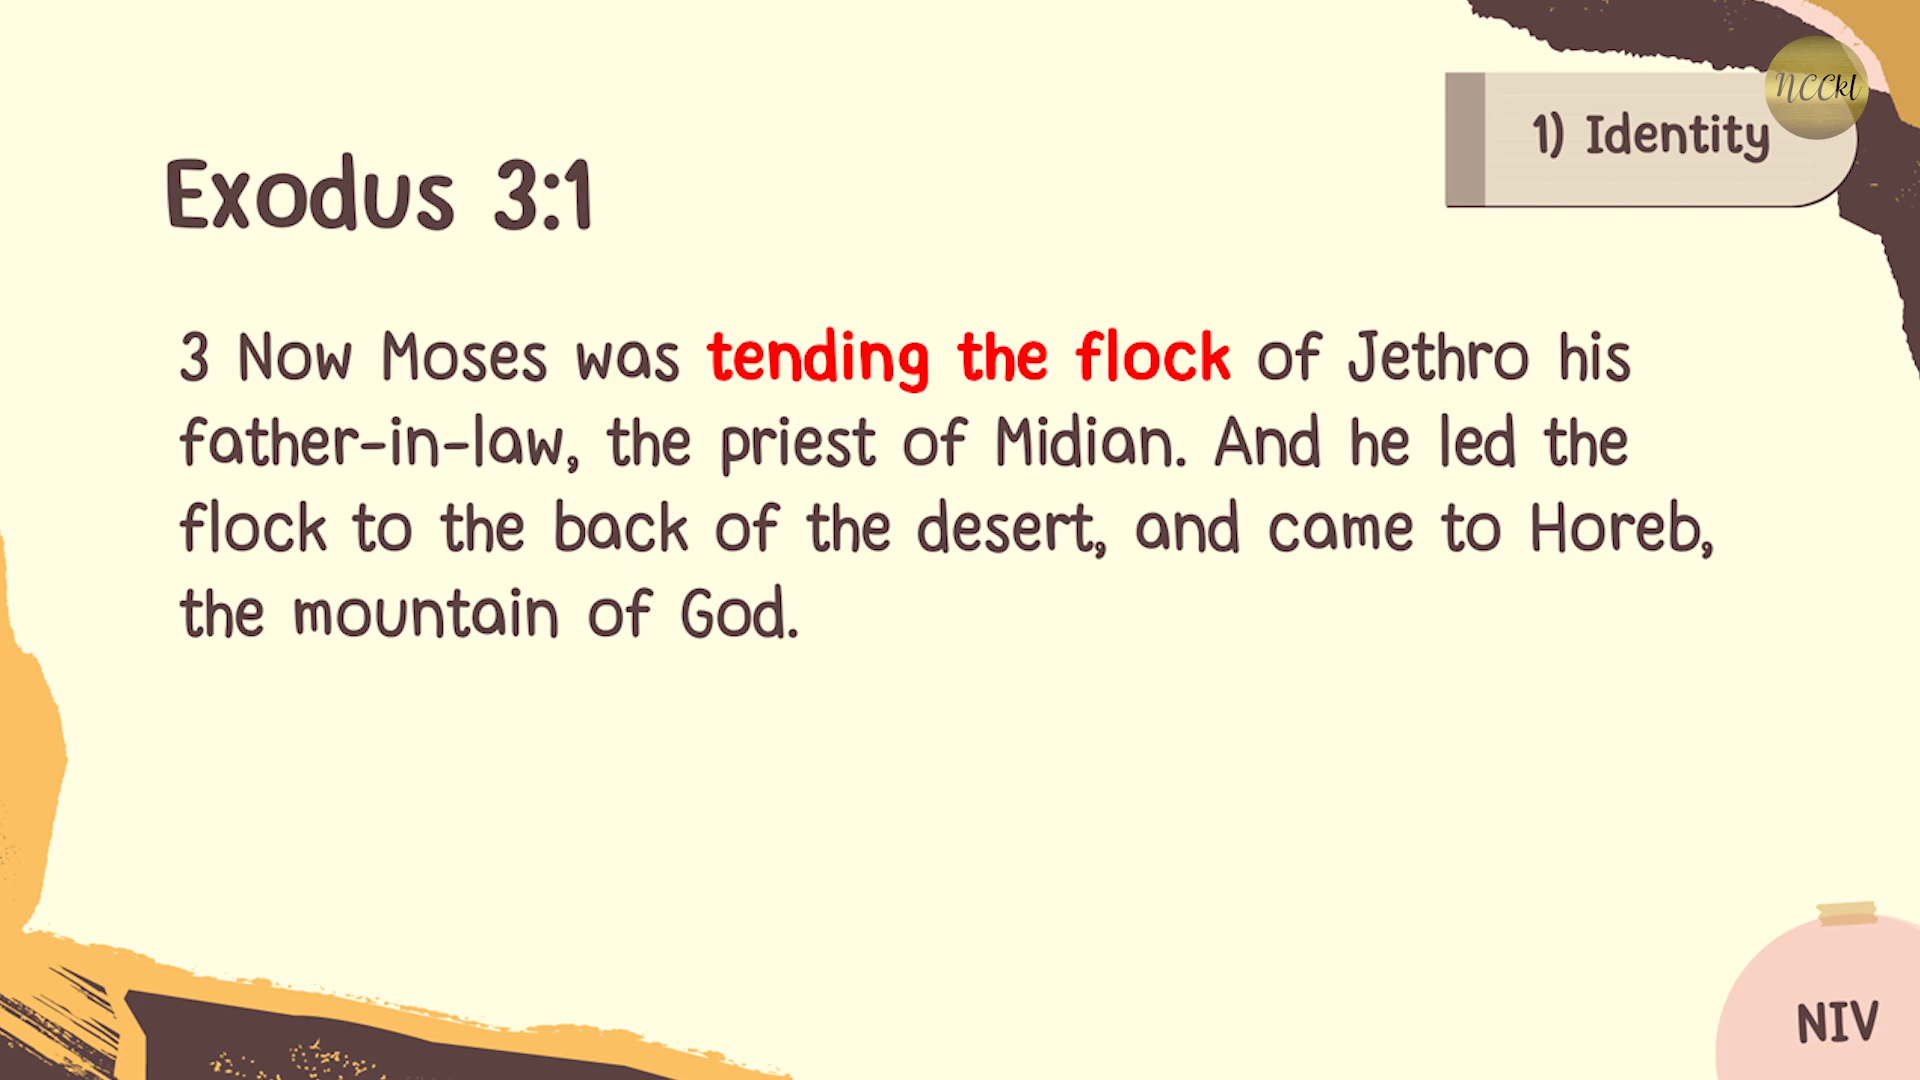 NCCkl
1) Identity
Exodus 3:1
3 Now Moses was tending the flock of Jethro his
father-in-law, the priest of Midian. And he led the
flock to the back of the desert, and came to Horeb,
the mountain of God.
NIV